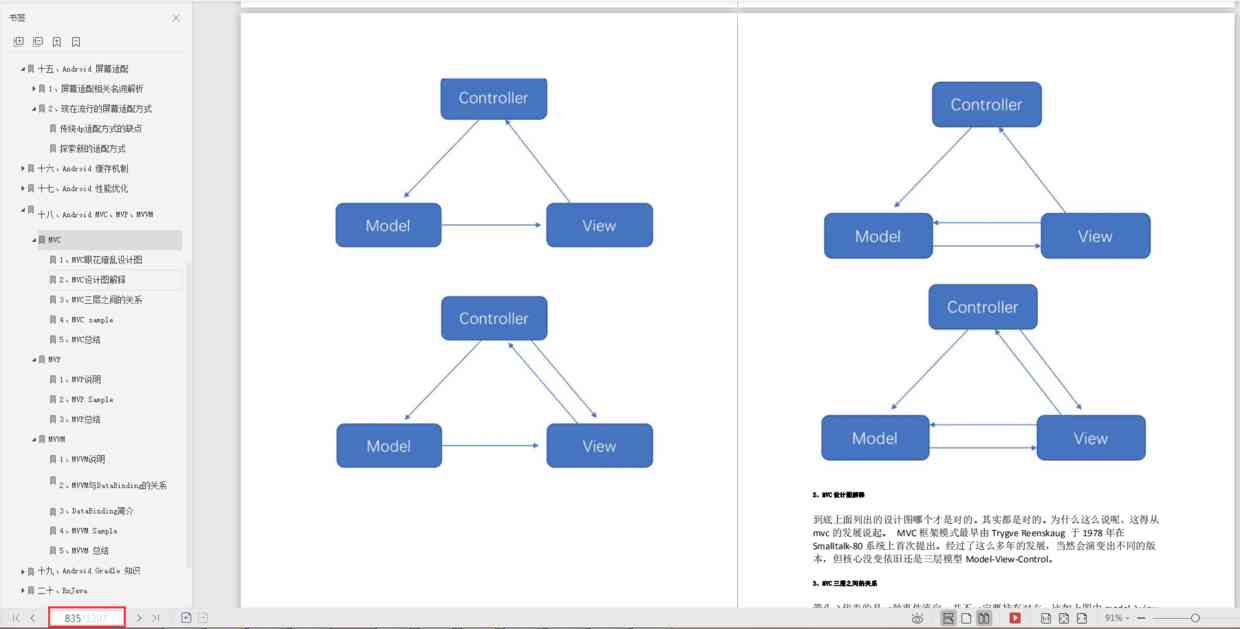 书签
十五、Android 屏幕适配
1、屏幕适配相关名词解析
2、现在流行的屏幕适配方式
传统dp适配方式的缺点
探索新的适配方式
十六、Android 缓存机制
十七、Android 性能优化
十八、Android MVC、MVP、MVVM
MVC
1、MVC眼花缭乱设计图
2、MVC设计图解释
3、MVC三层之间的关系
4、MVC sample
5、MVC总结
MVP
1、MVP说明
2、MVP Sample
3、MVP总结
MVVM
1、MVVM说明
2、MVVM与DataBinding的关系
3、DataBinding简介
4、MVVM Sample
5、MVVM 总结
十九、Android Gradle 知识
二十、RxJava
Controller
Model
View
Controller
Model
View
Controller
Model
View
Controller
Model
View
2、MVC 设计图解释
到底上面列出的设计图哪个才是对的。其实都是对的。为什么这么说呢，这得从
mvc 的发展说起。 MVC 框架模式最早由 Trygve Reenskaug 于 1978 年在
Smalltalk-80 系统上首次提出。经过了这么多年的发展，当然会演变出不同的版
本，但核心没变依旧还是三层模型 Model-View-Control。
3、MVC 三层之间的关系
835/1307
91%